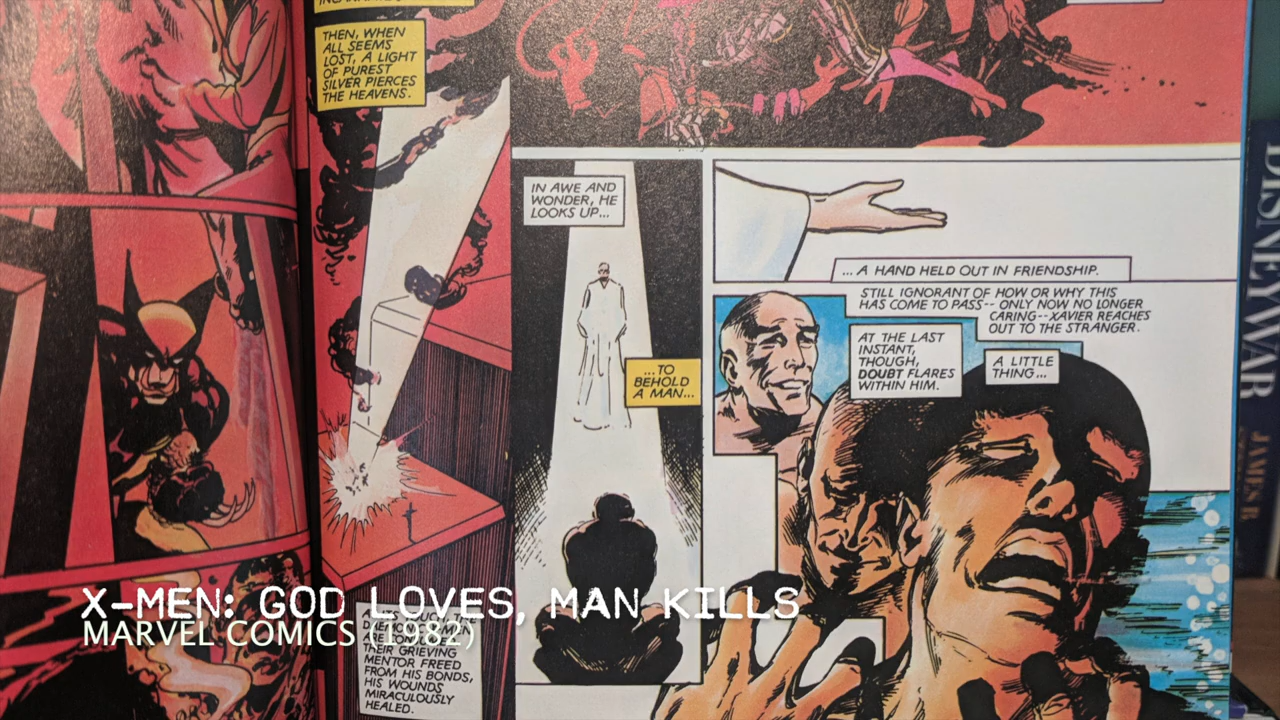 THEN, WHEN
ALL SEEMS
LOST, A LIGHT
OF PUREST
SILVER PIERCES
THE HEAVENS.
IN AWE AND
WONDER, HE
LOOKS UP...
...TO
BEHOLD
A MAN...
... A HAND HELD OUT IN FRIENDSHIP.
STILL IGNORANT OF HOW OR WHY THIS
HAS COME TO PASS-- ONLY NOW NO LONGER
CARING--XAVIER REACHES
OUT TO THE STRANGER.
AT THE LAST
INSTANT,
THOUGH,
DOUBT FLARES
WITHIN HIM.
A LITTLE
THING...
THEIR GRIEVING
MENTOR FREED
FROM HIS BONDS,
HIS WOUNDS
MIRACULOUSLY
HEALED.
X-MEN: GOD LOVES, MAN KILLS
MARVEL COMICS (1982)
DISNEYWAR
JAMES B